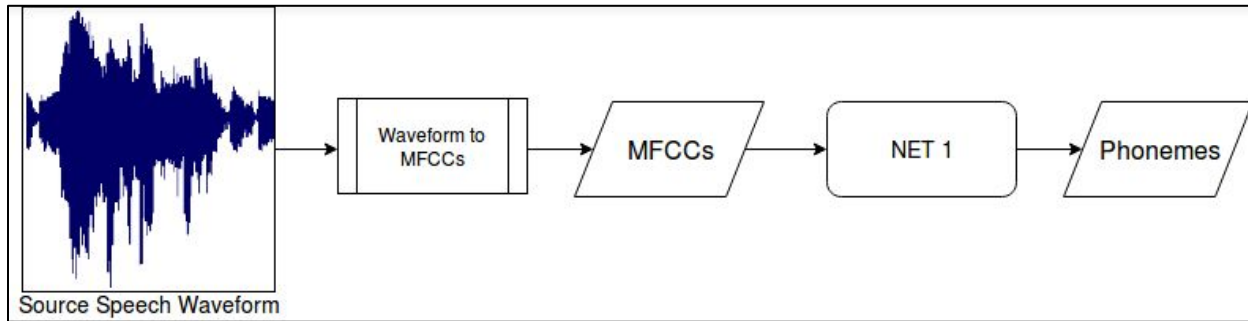 Source Speech Waveform
Waveform to
MFCCs
MFCCs
NET 1
Phonemes